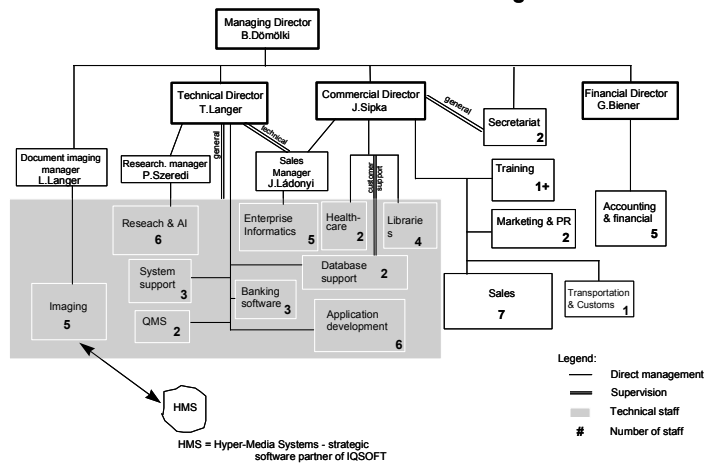 Managing Director
B.Dömölki
Technical Director
T.Langer
Commercial Director
J.Sipka
general
Secretariat
2
Financial Director
G.Biener
Document imaging
manager
L.Langer
Research. manager
P.Szeredi
general
technical
Sales
Manager
J.Ládonyi
customer
support
Training
1+
Marketing & PR
2
Accounting
& financial
5
Reseach & AI
6
Enterprise
Informatics
5
Health-
care
2
Librarie
s
4
System
support
3
Database
support
2
Banking
software
3
Imaging
5
QMS
2
Application
development
6
Sales
7
Transportation
& Customs
1
HMS
HMS = Hyper-Media Systems - strategic
software partner of IQSOFT
Legend:
Direct management
Supervision
Technical staff
# Number of staff